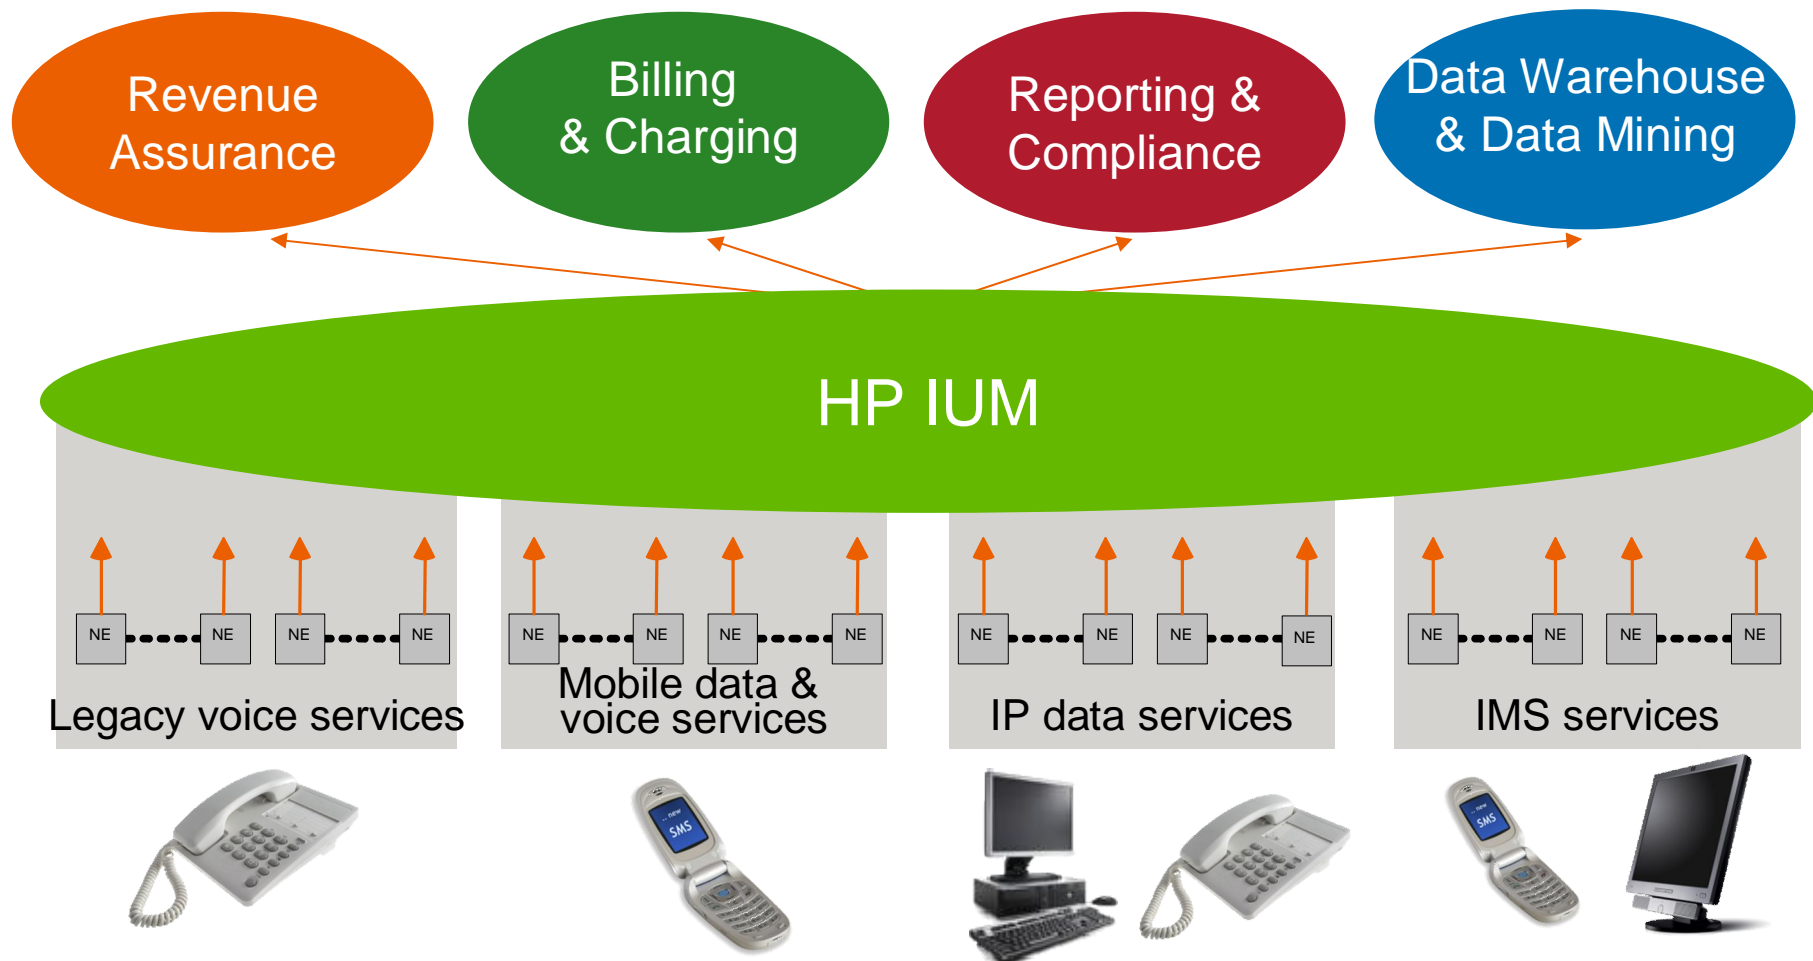 Revenue
Assurance
Billing
& Charging
Reporting &
Compliance
Data Warehouse
& Data Mining
HP IUM
NE NE NE NE
NE NE NE NE
NE NE NE NE
NE NE NE NE
Legacy voice services
Mobile data &
voice services
IP data services
IMS services
.. new
SMS
.. new
SMS